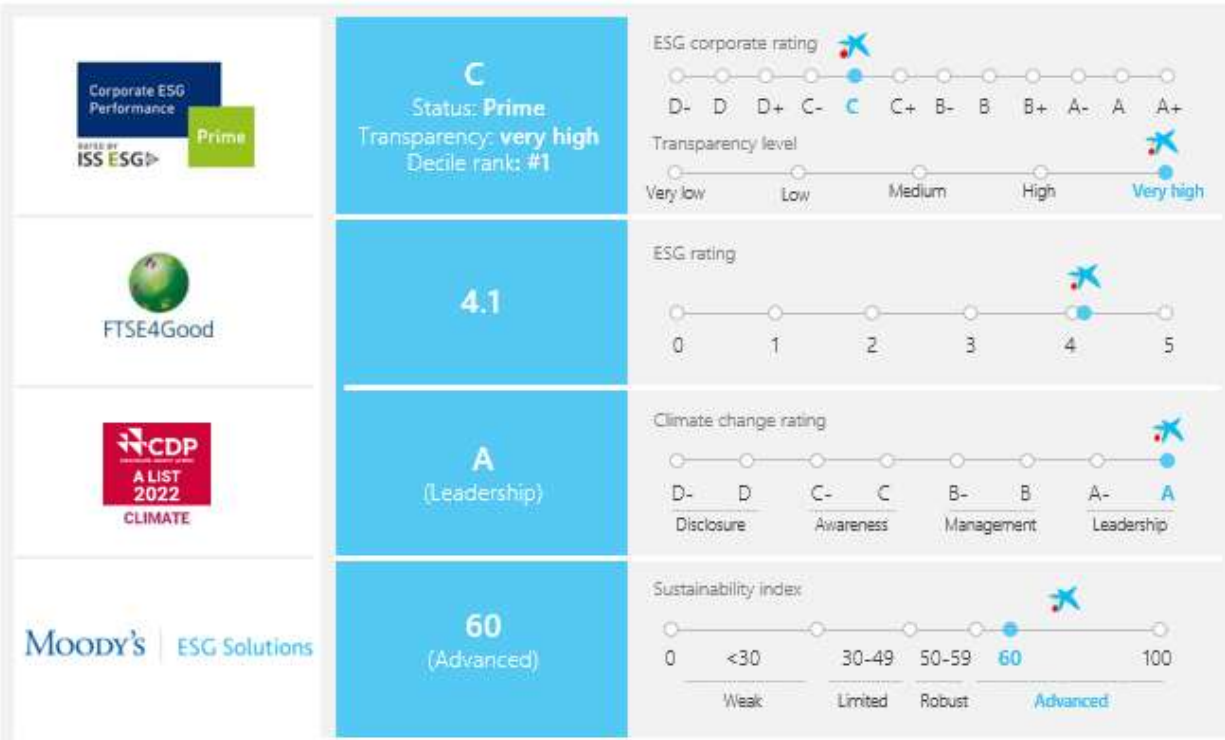 Corporate ESG
Performance
Prime
RATED BY
ISS ESG
C
Status: Prime
Transparency: very high
Decile rank: #1
ESG corporate rating
D- D D+ C- C C+ B- B B+ A- A A+
Transparency level
Very low Low Medium High Very high
FTSE4Good
4.1
ESG rating
0 1 2 3 4 5
CDP
A LIST
2022
CLIMATE
A
(Leadership)
Climate change rating
D- D C- C B- B A- A
Disclosure Awareness Management Leadership
MOODY'S ESG Solutions
60
(Advanced)
Sustainability index
0 <30 30-49 50-59 60 100
Weak Limited Robust Advanced